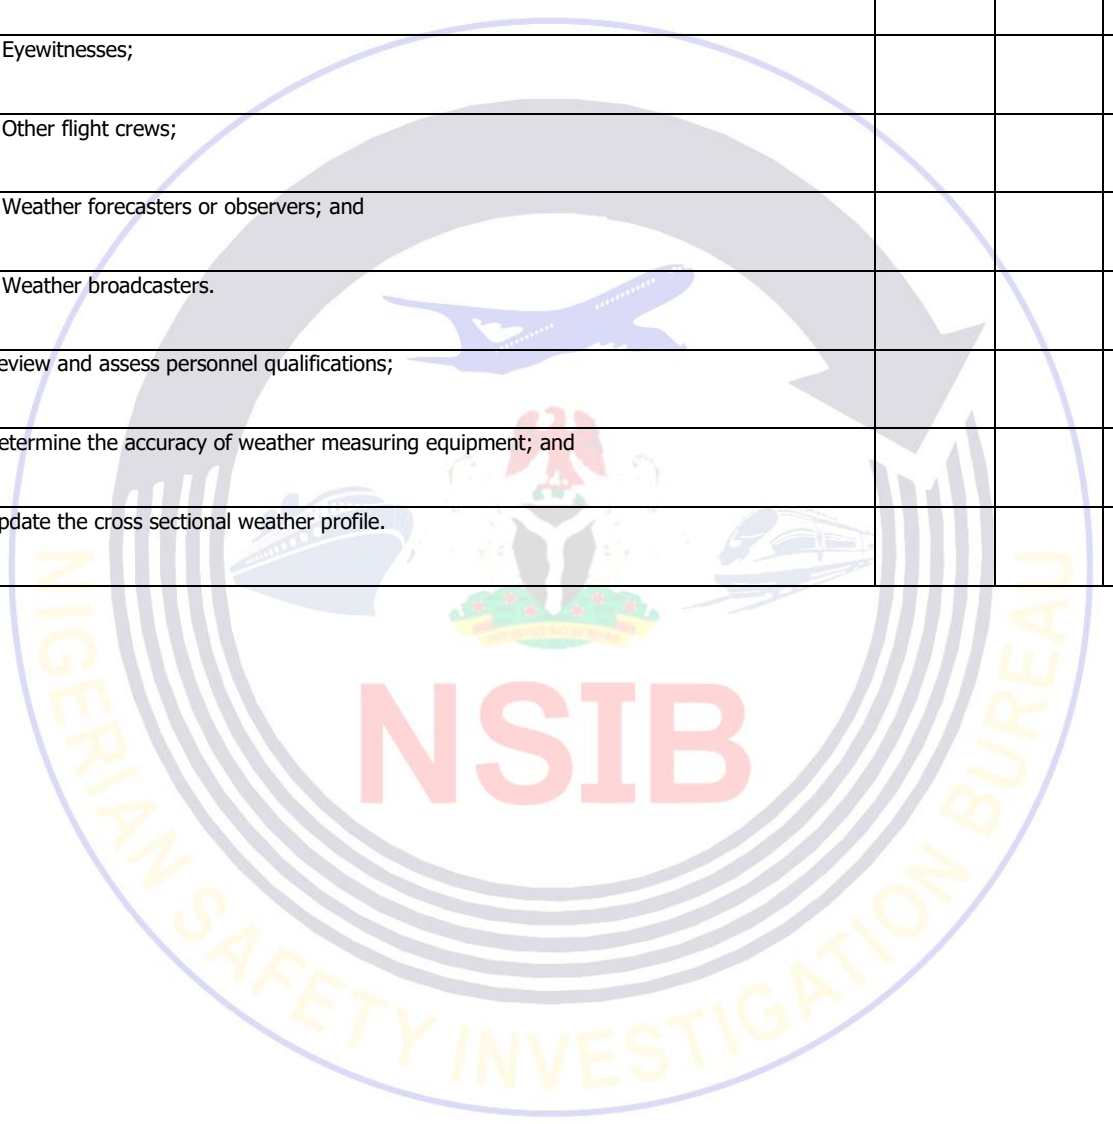 Eyewitnesses;
Other flight crews;
Weather forecasters or observers; and
Weather broadcasters.
eview and assess personnel qualifications;
etermine the accuracy of weather measuring equipment; and
pdate the cross sectional weather profile.
NSIB
NIGERIAN SAFETY INVESTIGATION BUREAU